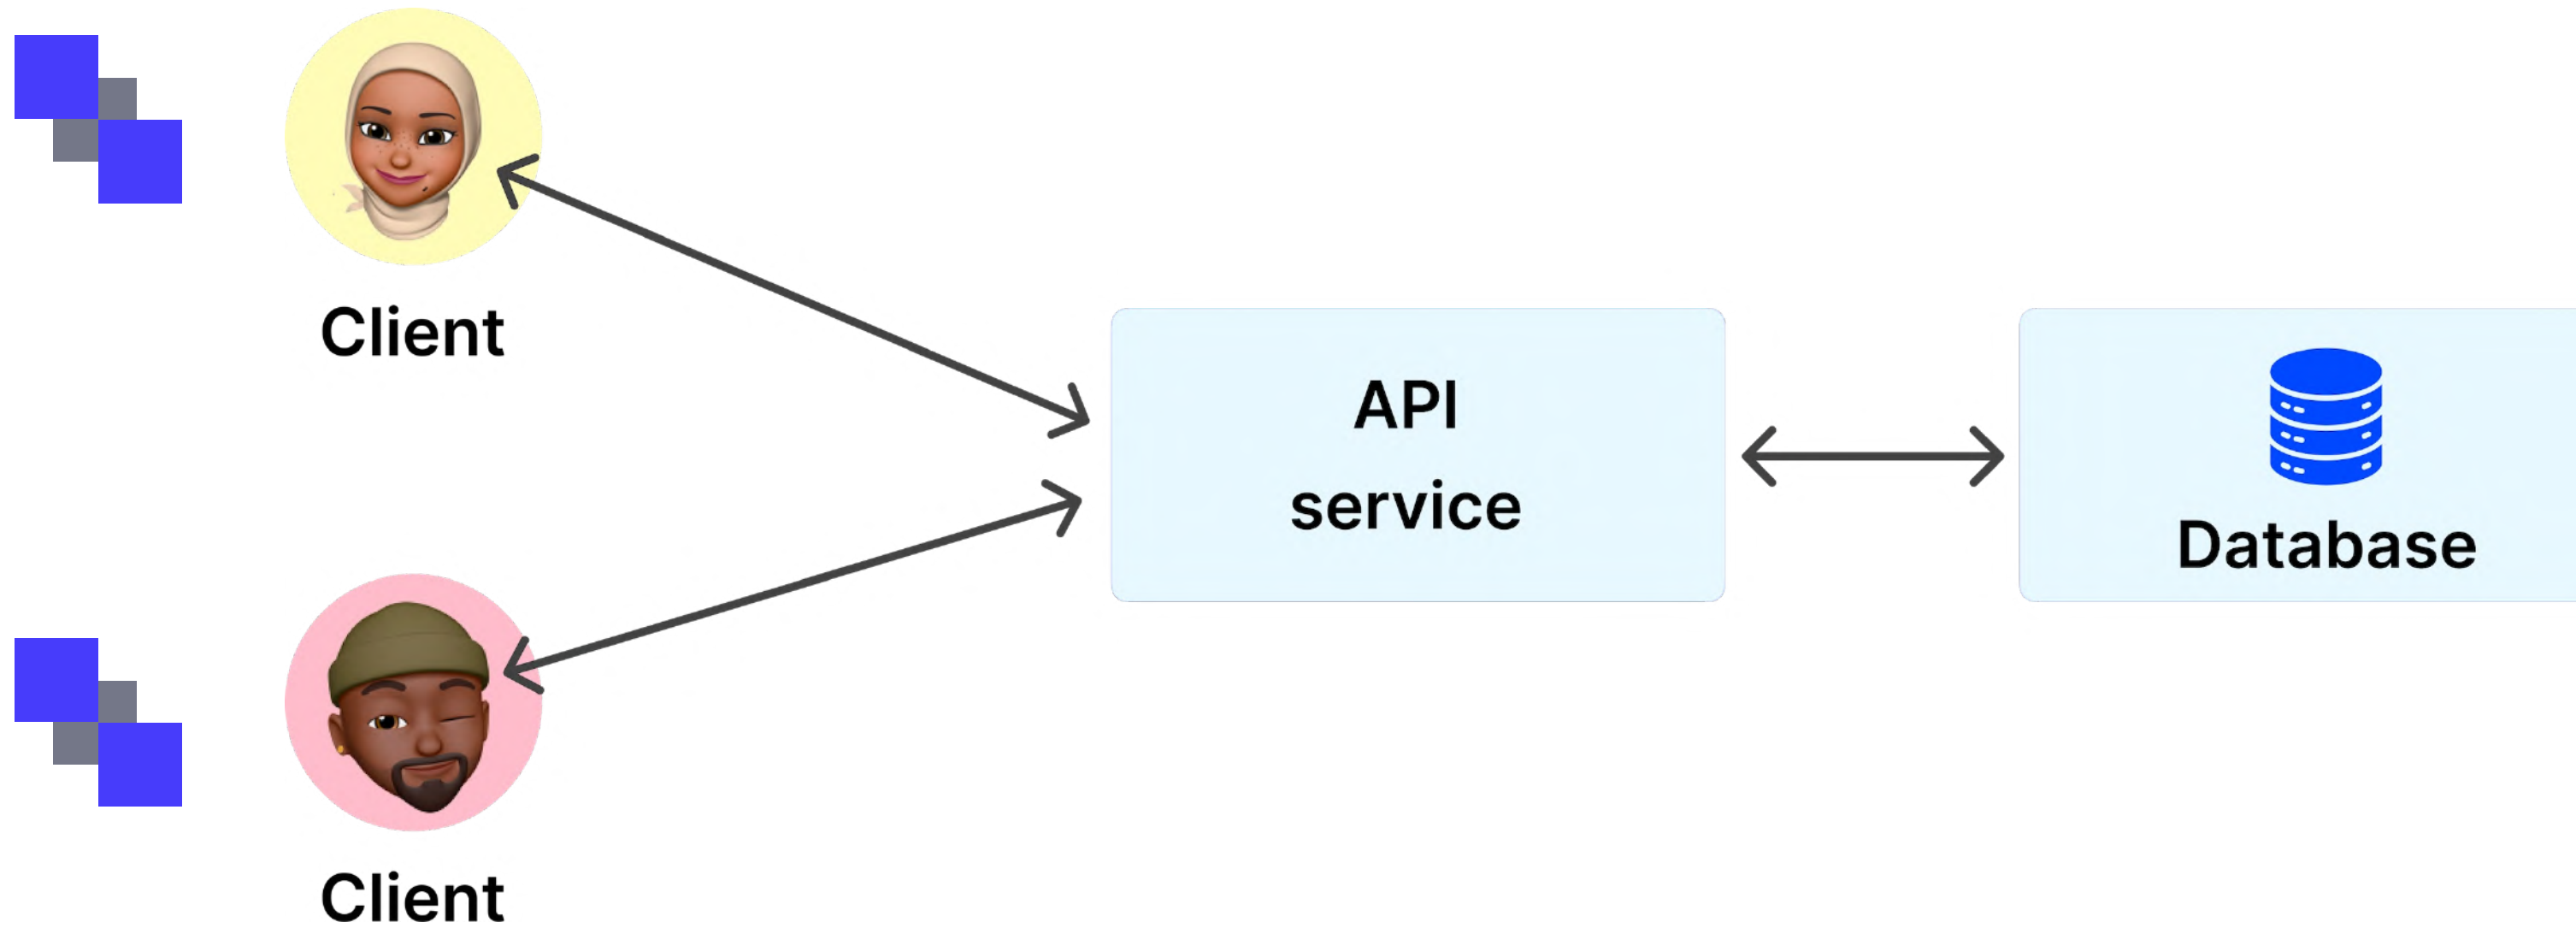 Client
API
service
Database
Client